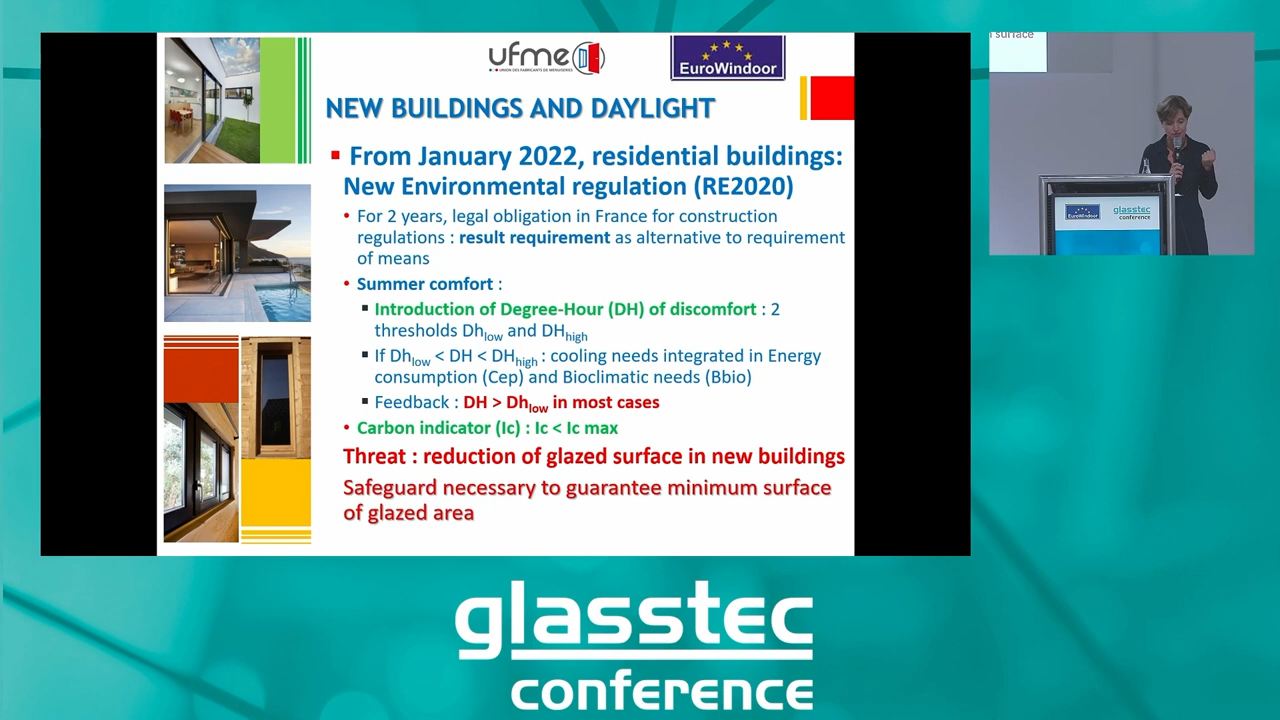 ufme
UNION DES FABRICANTS DE MENUISERIES
EuroWindoor
NEW BUILDINGS AND DAYLIGHT
From January 2022, residential buildings:
New Environmental regulation (RE2020)
• For 2 years, legal obligation in France for construction
regulations : result requirement as alternative to requirement
of means
• Summer comfort :
▪ Introduction of Degree-Hour (DH) of discomfort : 2
thresholds Dhlow and DHhigh
▪ If Dhlow < DH < DHhigh : cooling needs integrated in Energy
consumption (Cep) and Bioclimatic needs (Bbio)
▪ Feedback : DH > Dhlow in most cases
• Carbon indicator (Ic) : Ic < Ic max
Threat : reduction of glazed surface in new buildings
Safeguard necessary to guarantee minimum surface
of glazed area
surface
EuroWindoor
glasstec
conference
glasstec
conference